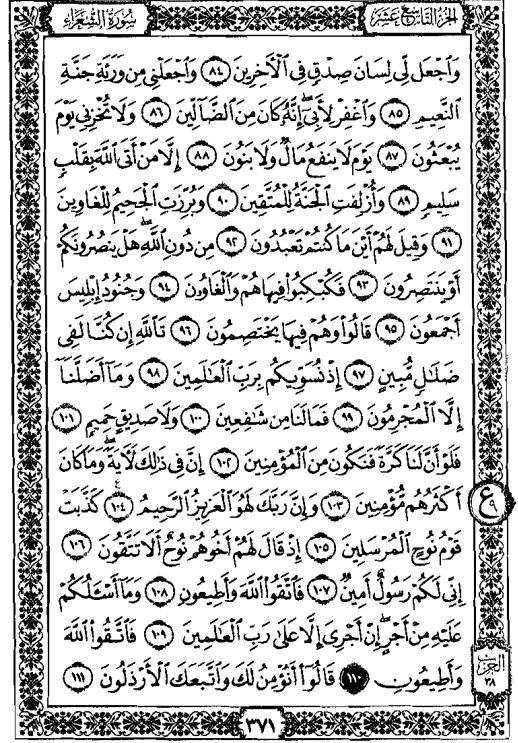 سُورَةُ الشُّعَرَاءِ
الجزء التاسع عشر
وَٱجۡعَل لِّي لِسَانَ صِدۡقٖ فِي ٱلۡأٓخِرِينَ ٨٤ وَٱجۡعَلۡنِي مِن وَرَثَةِ جَنَّةِ
ٱلنَّعِيمِ ٨٥ وَٱغۡفِرۡ لِأَبِيٓ إِنَّهُۥ كَانَ مِنَ ٱلضَّآلِّينَ ٨٦ وَلَا تُخۡزِنِي يَوۡمَ
يُبۡعَثُونَ ٨٧ يَوۡمَ لَا يَنفَعُ مَالٞ وَلَا بَنُونَ ٨٨ إِلَّا مَنۡ أَتَى ٱللَّهَ بِقَلۡبٖ
سَلِيمٖ ٨٩ وَأُزۡلِفَتِ ٱلۡجَنَّةُ لِلۡمُتَّقِينَ ٩٠ وَبُرِّزَتِ ٱلۡجَحِيمُ لِلۡغَاوِينَ
٩١ وَقِيلَ لَهُمۡ أَيۡنَ مَا كُنتُمۡ تَعۡبُدُونَ ٩٢ مِن دُونِ ٱللَّهِ هَلۡ يَنصُرُونَكُمۡ
أَوۡ يَنتَصِرُونَ ٩٣ فَكُبۡكِبُواْ فِيهَا هُمۡ وَٱلۡغَاوُۥنَ ٩٤ وَجُنُودُ إِبۡلِيسَ
أَجۡمَعُونَ ٩٥ قَالُواْ وَهُمۡ فِيهَا يَخۡتَصِمُونَ ٩٦ تَٱللَّهِ إِن كُنَّا لَفِي
ضَلَٰلٖ مُّبِينٍ ٩٧ إِذۡ نُسَوِّيكُم بِرَبِّ ٱلۡعَٰلَمِينَ ٩٨ وَمَآ أَضَلَّنَآ
إِلَّا ٱلۡمُجۡرِمُونَ ٩٩ فَمَا لَنَا مِن شَٰفِعِينَ ١٠٠ وَلَا صَدِيقٍ حَمِيمٖ ١٠١
فَلَوۡ أَنَّ لَنَا كَرَّةٗ فَنَكُونَ مِنَ ٱلۡمُؤۡمِنِينَ ١٠٢ إِنَّ فِي ذَٰلِكَ لَأٓيَةٗ وَمَا كَانَ
أَكۡثَرُهُم مُّؤۡمِنِينَ ١٠٣ وَإِنَّ رَبَّكَ لَهُوَ ٱلۡعَزِيزُ ٱلرَّحِيمُ ١٠٤ كَذَّبَتۡ
قَوۡمُ نُوحٍ ٱلۡمُرۡسَلِينَ ١٠٥ إِذۡ قَالَ لَهُمۡ أَخُوهُمۡ نُوحٌ أَلَا تَتَّقُونَ ١٠٦
إِنِّي لَكُمۡ رَسُولٌ أَمِينٞ ١٠٧ فَٱتَّقُواْ ٱللَّهَ وَأَطِيعُونِ ١٠٨ وَمَآ أَسۡـَٔلُكُمۡ
عَلَيۡهِ مِنۡ أَجۡرٍ إِنۡ أَجۡرِيَ إِلَّا عَلَىٰ رَبِّ ٱلۡعَٰلَمِينَ ١٠٩ فَٱتَّقُواْ ٱللَّهَ
وَأَطِيعُونِ ١١٠ قَالُوٓاْ أَنُؤۡمِنُ لَكَ وَٱتَّبَعَكَ ٱلۡأَرۡذَلُونَ ١١١
ع ٩
الحزب ٣٨
٣٧١